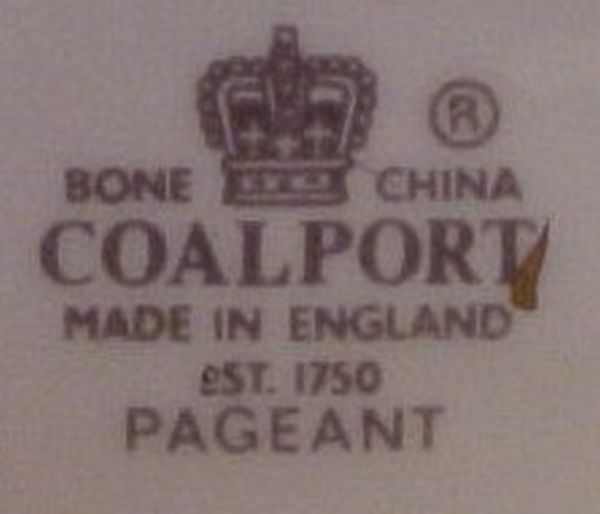 ®
BONE CHINA
COALPORT
MADE IN ENGLAND
eST. 1750
PAGEANT